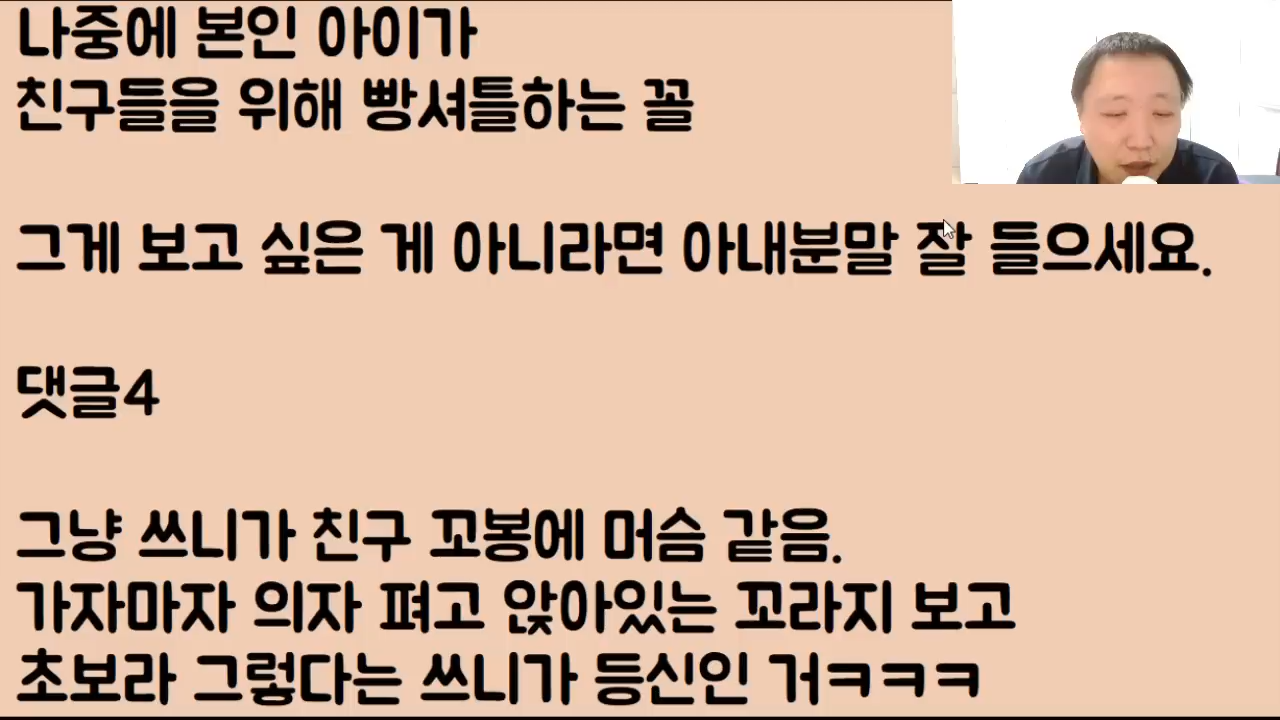 나중에 본인 아이가
친구들을 위해 빵셔틀하는 꼴
그게 보고 싶은 게 아니라면 아내분말 잘 들으세요.
댓글4
그냥 쓰니가 친구 꼬봉에 머슴 같음.
가자마자 의자 펴고 앉아있는 꼬라지 보고
초보라 그렇다는 쓰니가 등신인 거ㅋㅋㅋ